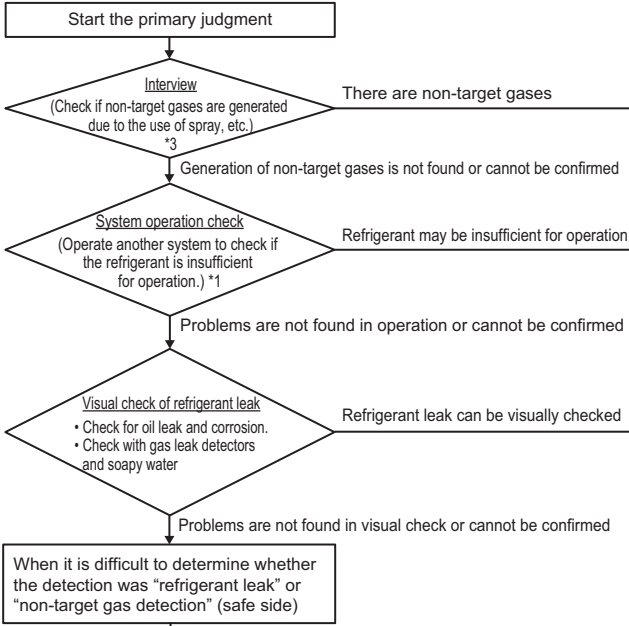 Start the primary judgment
Interview
(Check if non-target gases are generated
due to the use of spray, etc.)
*3
There are non-target gases
Generation of non-target gases is not found or cannot be confirmed
System operation check
(Operate another system to check if
the refrigerant is insufficient
for operation.) *1
Refrigerant may be insufficient for operation
Problems are not found in operation or cannot be confirmed
Visual check of refrigerant leak
• Check for oil leak and corrosion.
• Check with gas leak detectors
and soapy water
Refrigerant leak can be visually checked
Problems are not found in visual check or cannot be confirmed
When it is difficult to determine whether
the detection was “refrigerant leak” or
“non-target gas detection” (safe side)